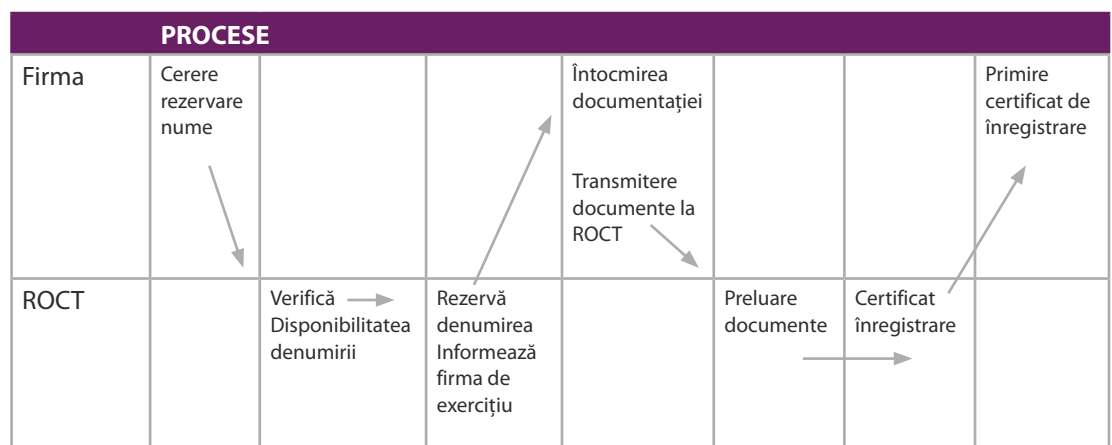 PROCESE
Firma
Cerere
rezervare
nume
Întocmirea
documentației
Transmitere
documente la
ROCT
Primire
certificat de
înregistrare
ROCT
Verifică
Disponibilitatea
denumirii
Rezervă
denumirea
Informează
firma de
exercițiu
Preluare
documente
Certificat
înregistrare